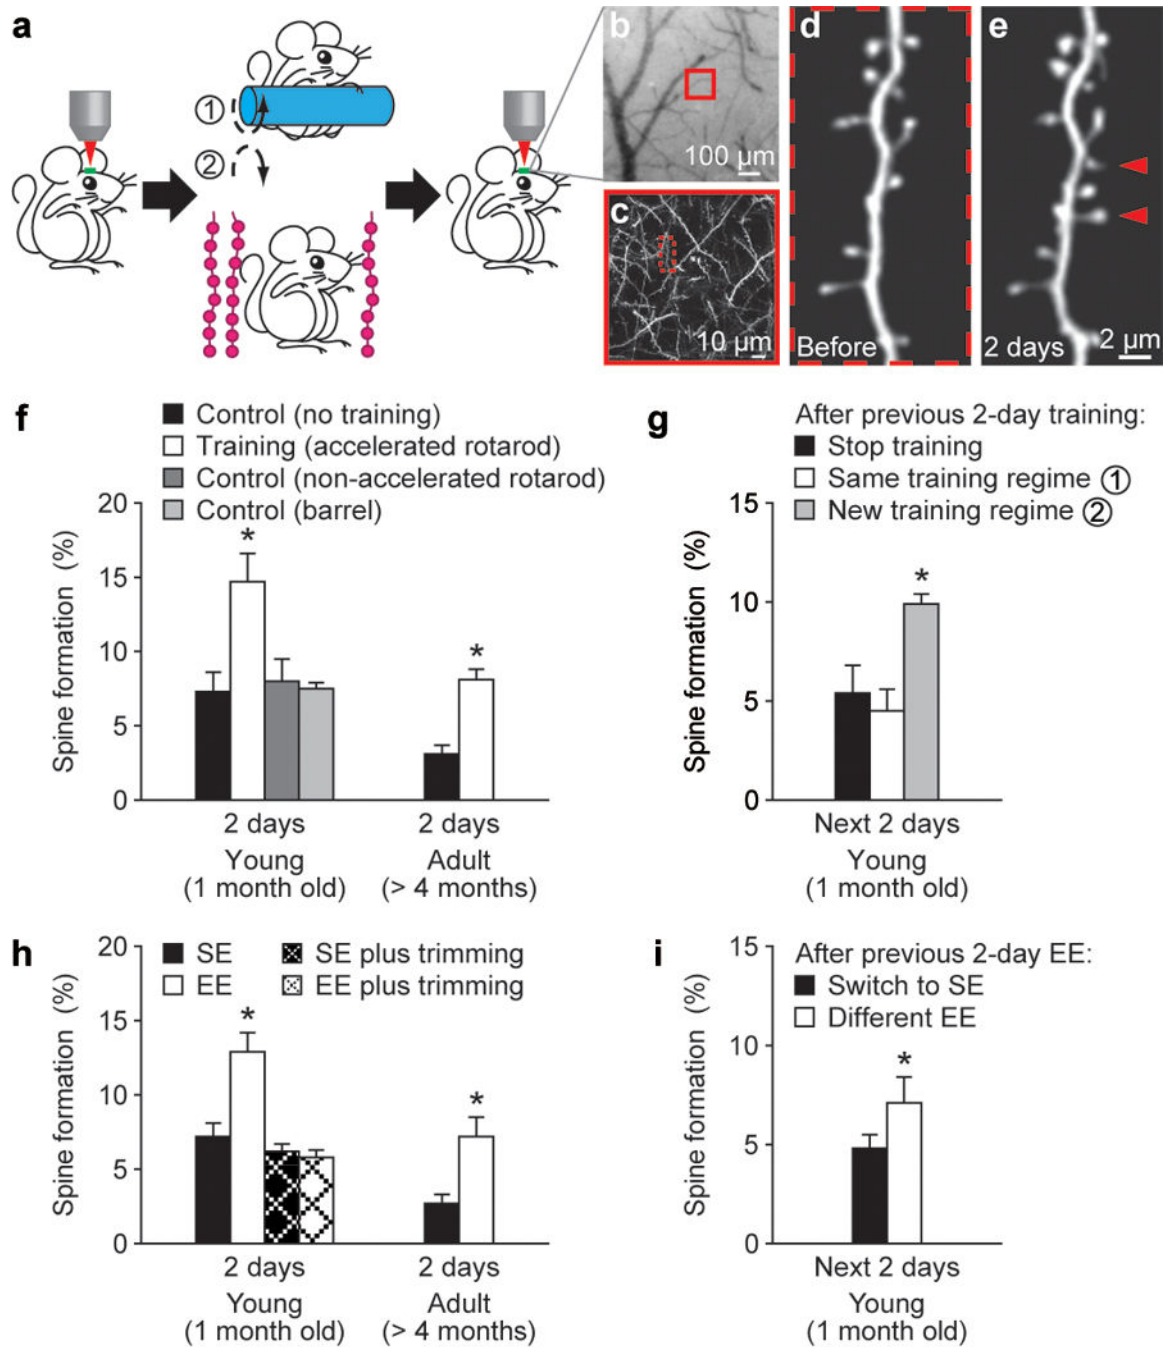 a
①
②
b
100 µm
c
10 µm
d
Before
e
2 days
2 µm
f
Control (no training)
Training (accelerated rotarod)
Control (non-accelerated rotarod)
Control (barrel)
Spine formation (%)
20
15
10
5
0
*
*
2 days
2 days
Young
(1 month old)
Adult
(> 4 months)
g
After previous 2-day training:
Stop training
Same training regime ①
New training regime ②
Spine formation (%)
15
10
5
0
*
Next 2 days
Young
(1 month old)
h
SE
EE
SE plus trimming
EE plus trimming
Spine formation (%)
20
15
10
5
0
*
*
2 days
2 days
Young
(1 month old)
Adult
(> 4 months)
i
After previous 2-day EE:
Switch to SE
Different EE
Spine formation (%)
15
10
5
0
*
Next 2 days
Young
(1 month old)